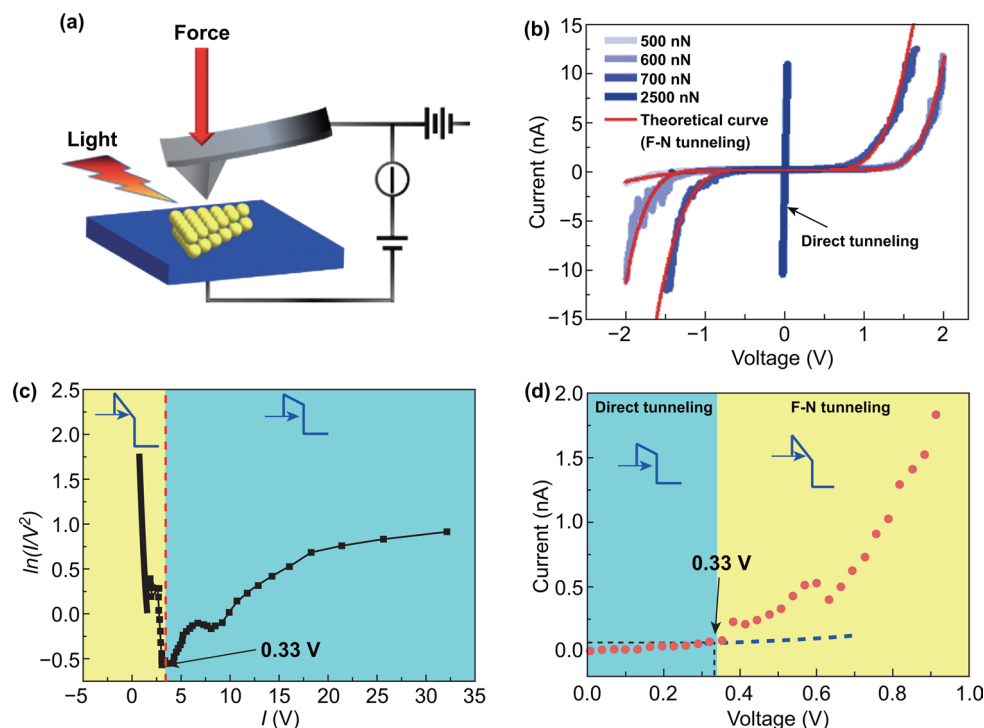 (a)
Force
Light
(b)
500 nN
600 nN
700 nN
2500 nN
Theoretical curve
(F-N tunneling)
Direct tunneling
15
10
5
0
−5
−10
−15
Current (nA)
−2
−1
0
1
2
Voltage (V)
(c)
2.5
2.0
1.5
1.0
0.5
0.0
−0.5
ln(I/V²)
0.33 V
−5
0
5
10
15
20
25
30
35
I (V)
(d)
Direct tunneling
F-N tunneling
0.33 V
2.0
1.5
1.0
0.5
0.0
Current (nA)
0.0
0.2
0.4
0.6
0.8
1.0
Voltage (V)